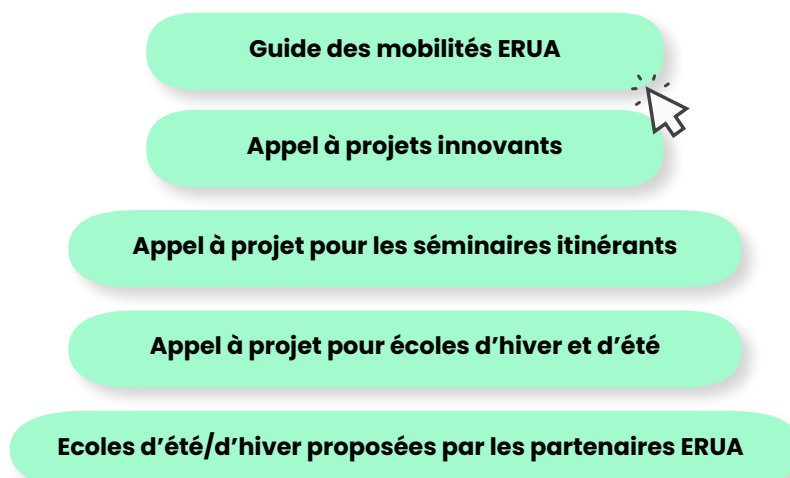 Guide des mobilités ERUA
Appel à projets innovants
Appel à projet pour les séminaires itinérants
Appel à projet pour écoles d’hiver et d’été
Ecoles d’été/d’hiver proposées par les partenaires ERUA